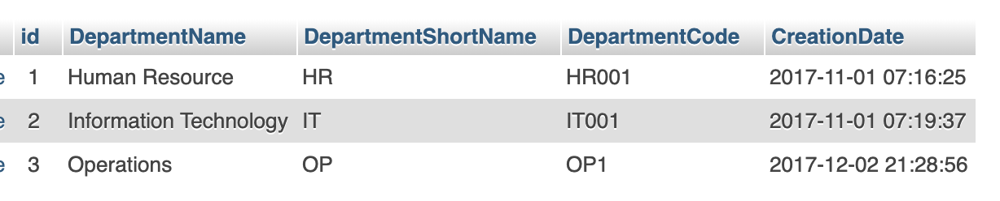 id DepartmentName DepartmentShortName DepartmentCode CreationDate
e 1 Human Resource HR HR001 2017-11-01 07:16:25
e 2 Information Technology IT IT001 2017-11-01 07:19:37
e 3 Operations OP OP1 2017-12-02 21:28:56